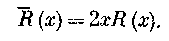 R̅ (x) = 2xR (x).